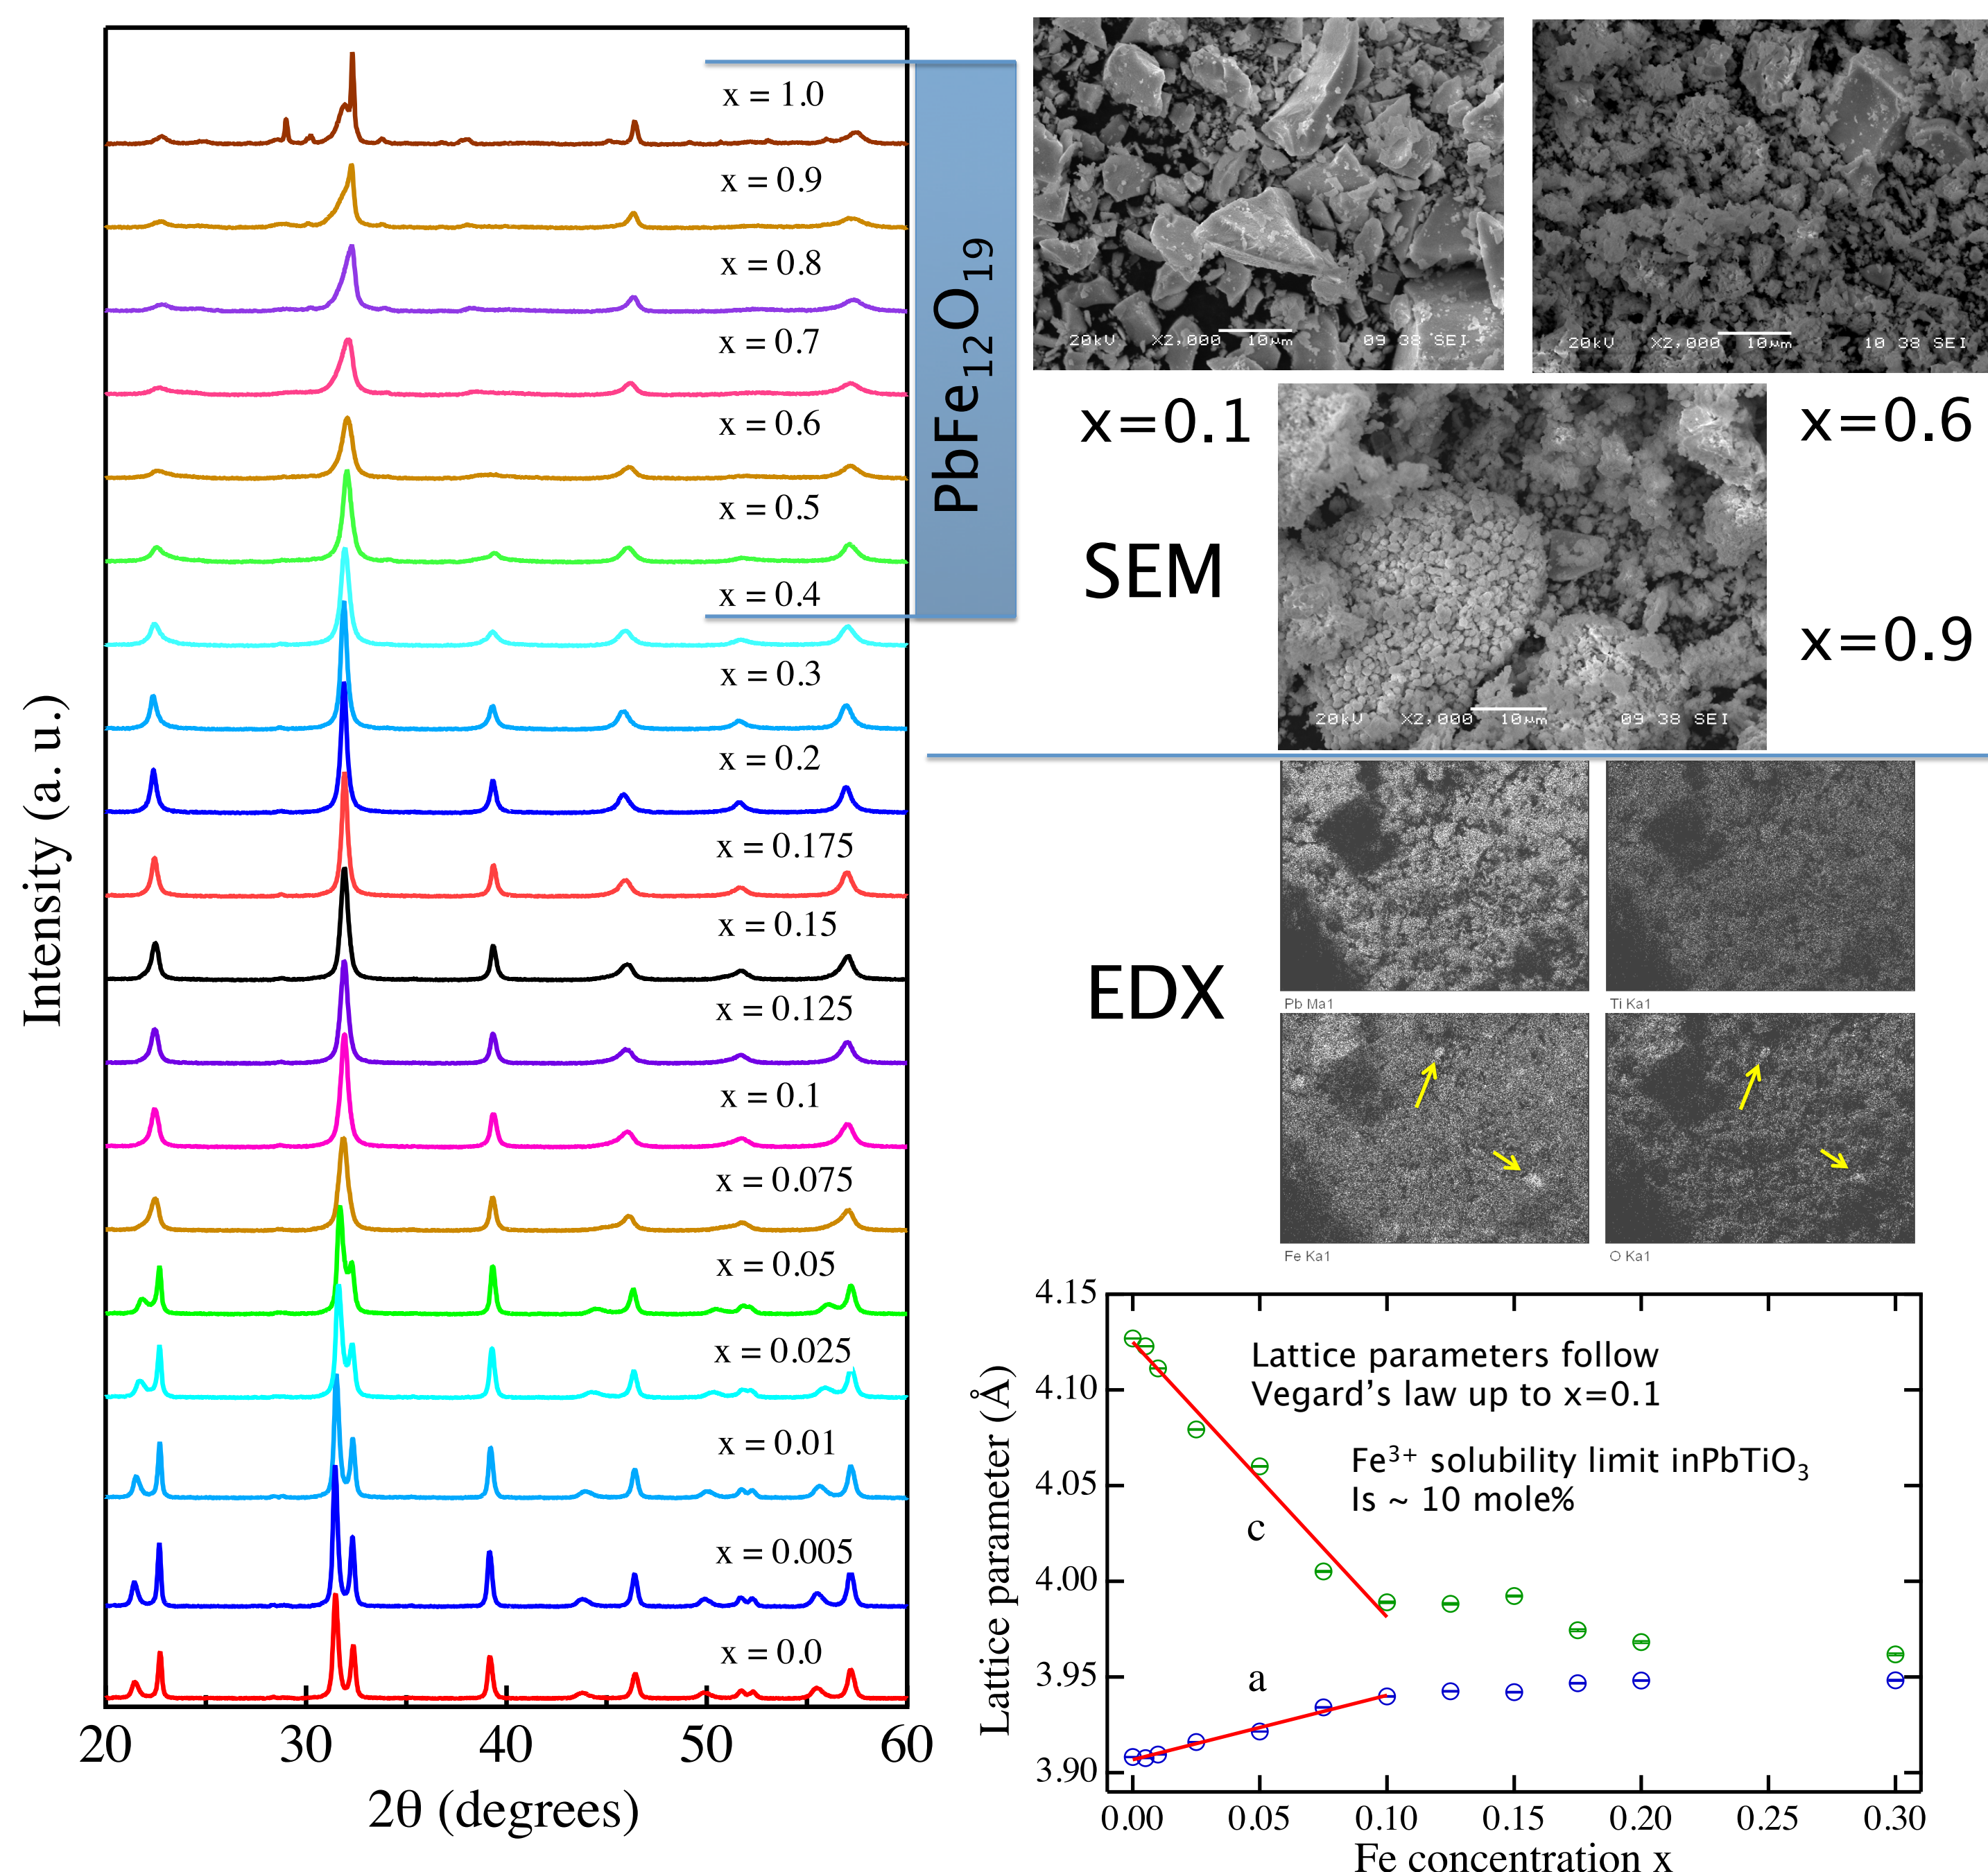 Intensity (a. u.)
x = 1.0
x = 0.9
x = 0.8
x = 0.7
x = 0.6
x = 0.5
x = 0.4
x = 0.3
x = 0.2
x = 0.175
x = 0.15
x = 0.125
x = 0.1
x = 0.075
x = 0.05
x = 0.025
x = 0.01
x = 0.005
x = 0.0
20 30 40 50 60
2θ (degrees)
PbFe₁₂O₁₉
20kV X2,000 10μm 09 38 SEI
20kV X2,000 10μm 10 38 SEI
x=0.1
x=0.6
SEM
x=0.9
20kV X2,000 10μm 09 38 SEI
EDX
Pb Ma1
Ti Ka1
Fe Ka1
O Ka1
Lattice parameter (Å)
4.15
4.10
4.05
4.00
3.95
3.90
Lattice parameters follow
Vegard’s law up to x=0.1
Fe³⁺ solubility limit inPbTiO₃
Is ~ 10 mole%
c
a
0.00 0.05 0.10 0.15 0.20 0.25 0.30
Fe concentration x